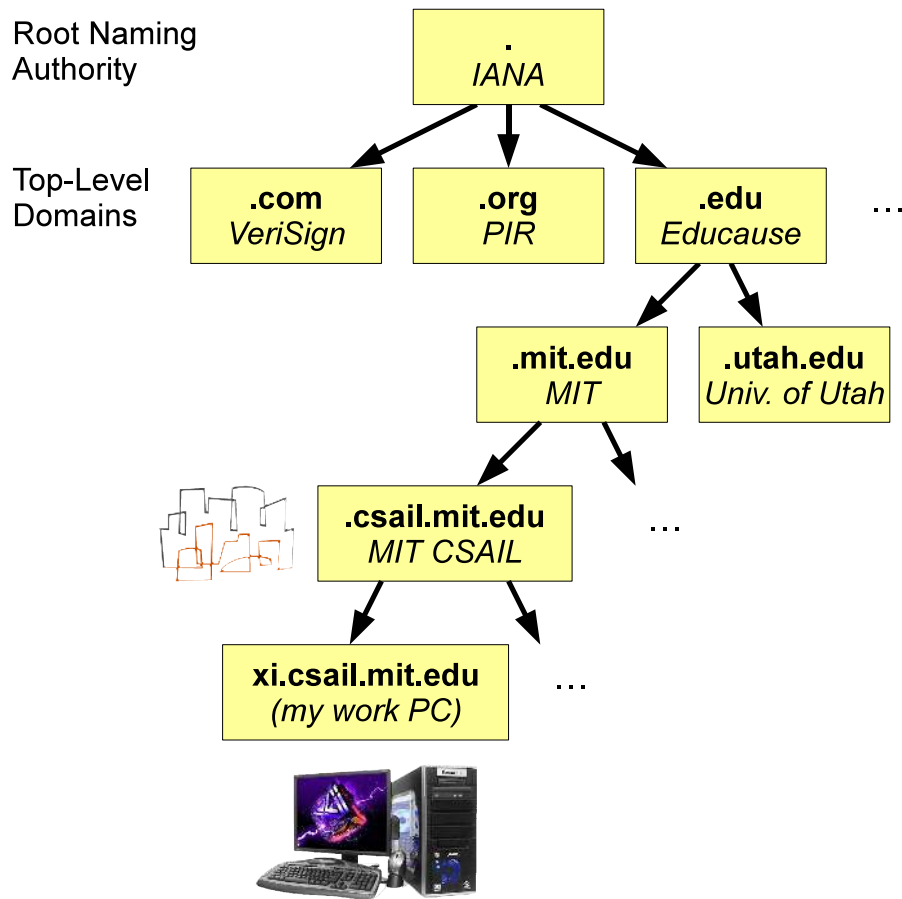 Root Naming
Authority
.
IANA
Top-Level
Domains
.com
VeriSign
.org
PIR
.edu
Educause
...
.mit.edu
MIT
.utah.edu
Univ. of Utah
.csail.mit.edu
MIT CSAIL
...
xi.csail.mit.edu
(my work PC)
...